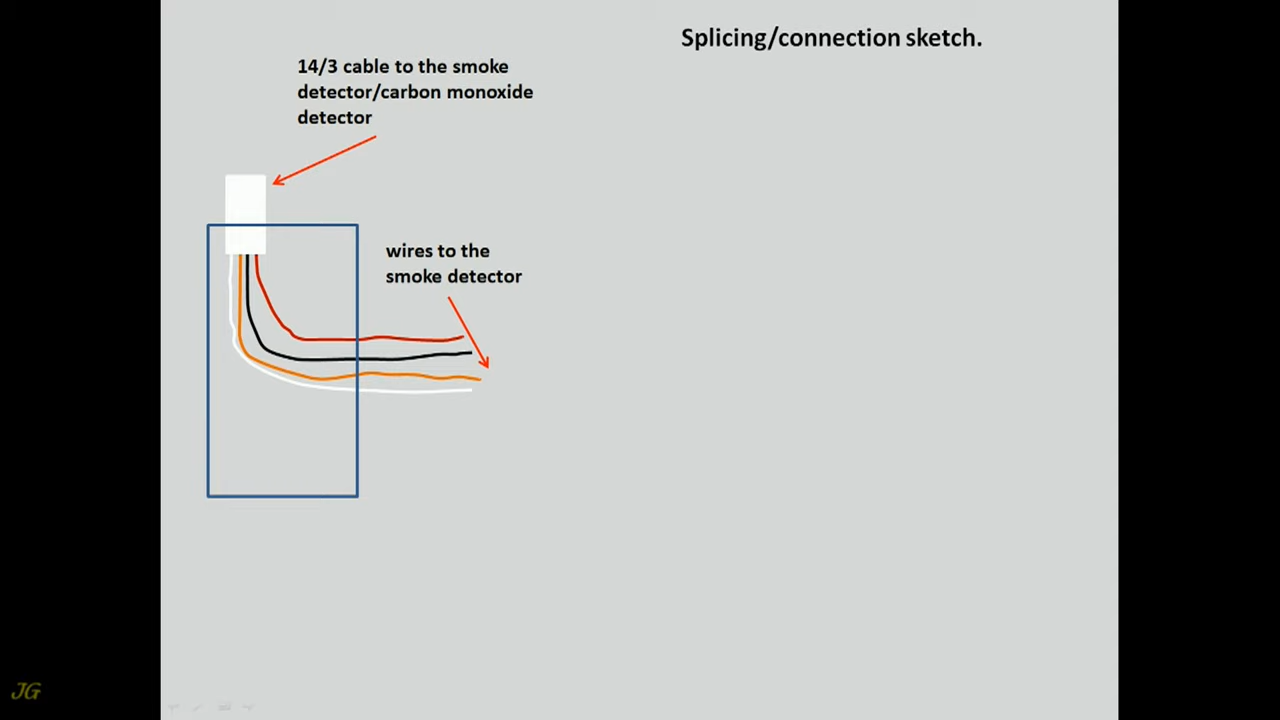 Splicing/connection sketch.
14/3 cable to the smoke
detector/carbon monoxide
detector
wires to the
smoke detector
JG